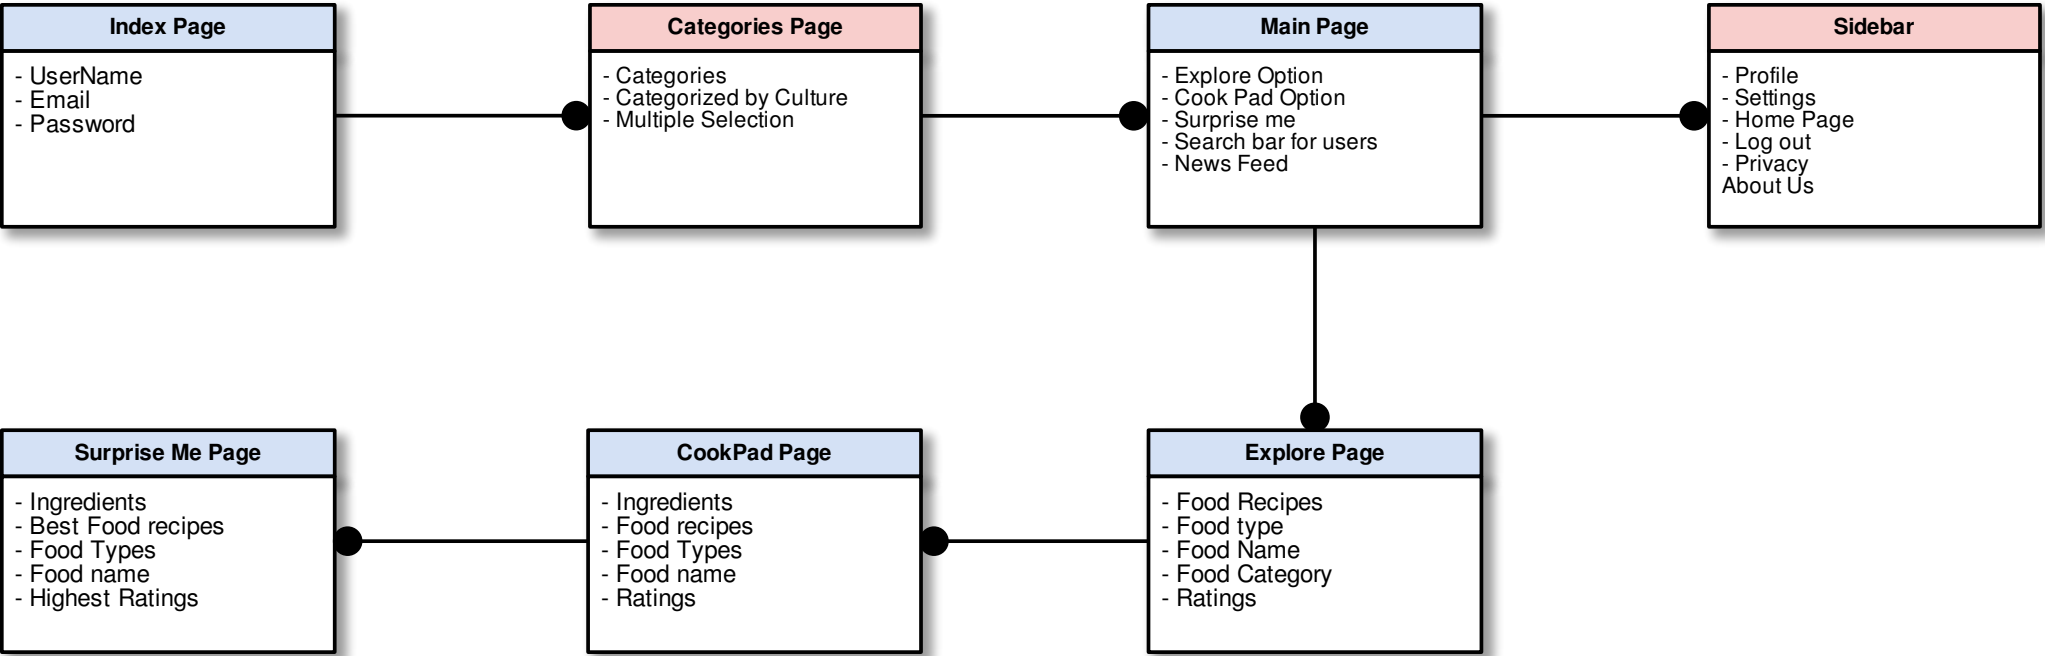 Index Page
- UserName
- Email
- Password
Categories Page
- Categories
- Categorized by Culture
- Multiple Selection
Main Page
- Explore Option
- Cook Pad Option
- Surprise me
- Search bar for users
- News Feed
Sidebar
- Profile
- Settings
- Home Page
- Log out
- Privacy
About Us
Surprise Me Page
- Ingredients
- Best Food recipes
- Food Types
- Food name
- Highest Ratings
CookPad Page
- Ingredients
- Food recipes
- Food Types
- Food name
- Ratings
Explore Page
- Food Recipes
- Food type
- Food Name
- Food Category
- Ratings